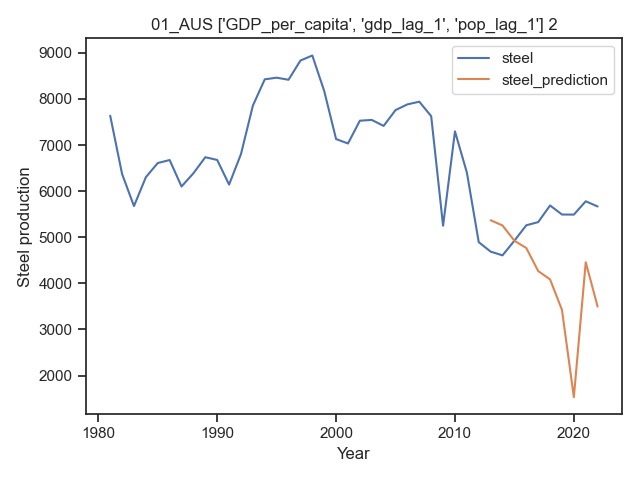 01_AUS ['GDP_per_capita', 'gdp_lag_1', 'pop_lag_1'] 2
steel
steel_prediction
9000
8000
7000
6000
5000
4000
3000
2000
Steel production
1980
1990
2000
2010
2020
Year